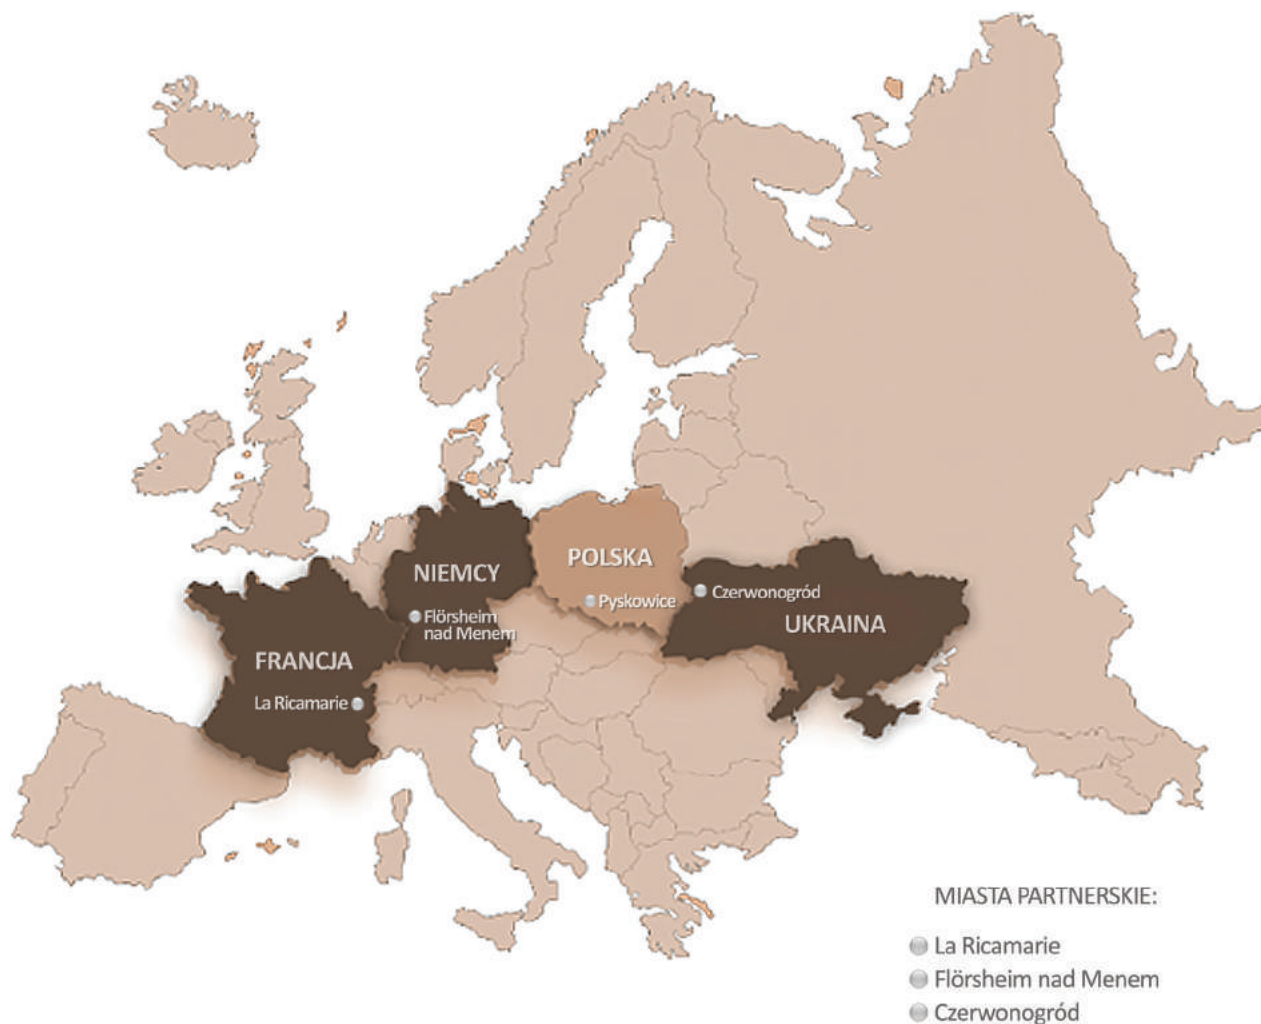 POLSKA
NIEMCY
Pyskowice
Czerwonogród
Flörsheim
nad Menem
UKRAINA
FRANCJA
La Ricamarie
MIASTA PARTNERSKIE:
La Ricamarie
Flörsheim nad Menem
Czerwonogród